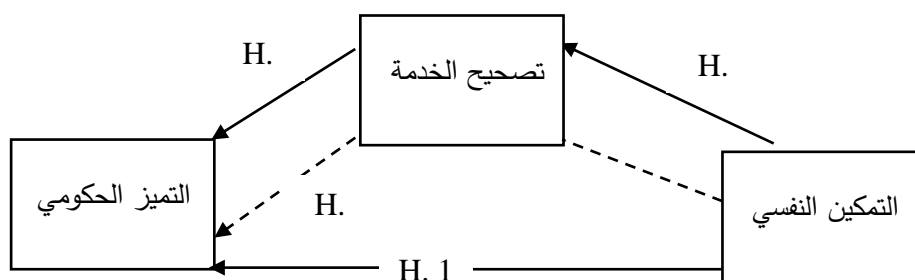 H.
تصحيح الخدمة
H.
التميز الحكومي
H.
التمكين النفسي
H. 1